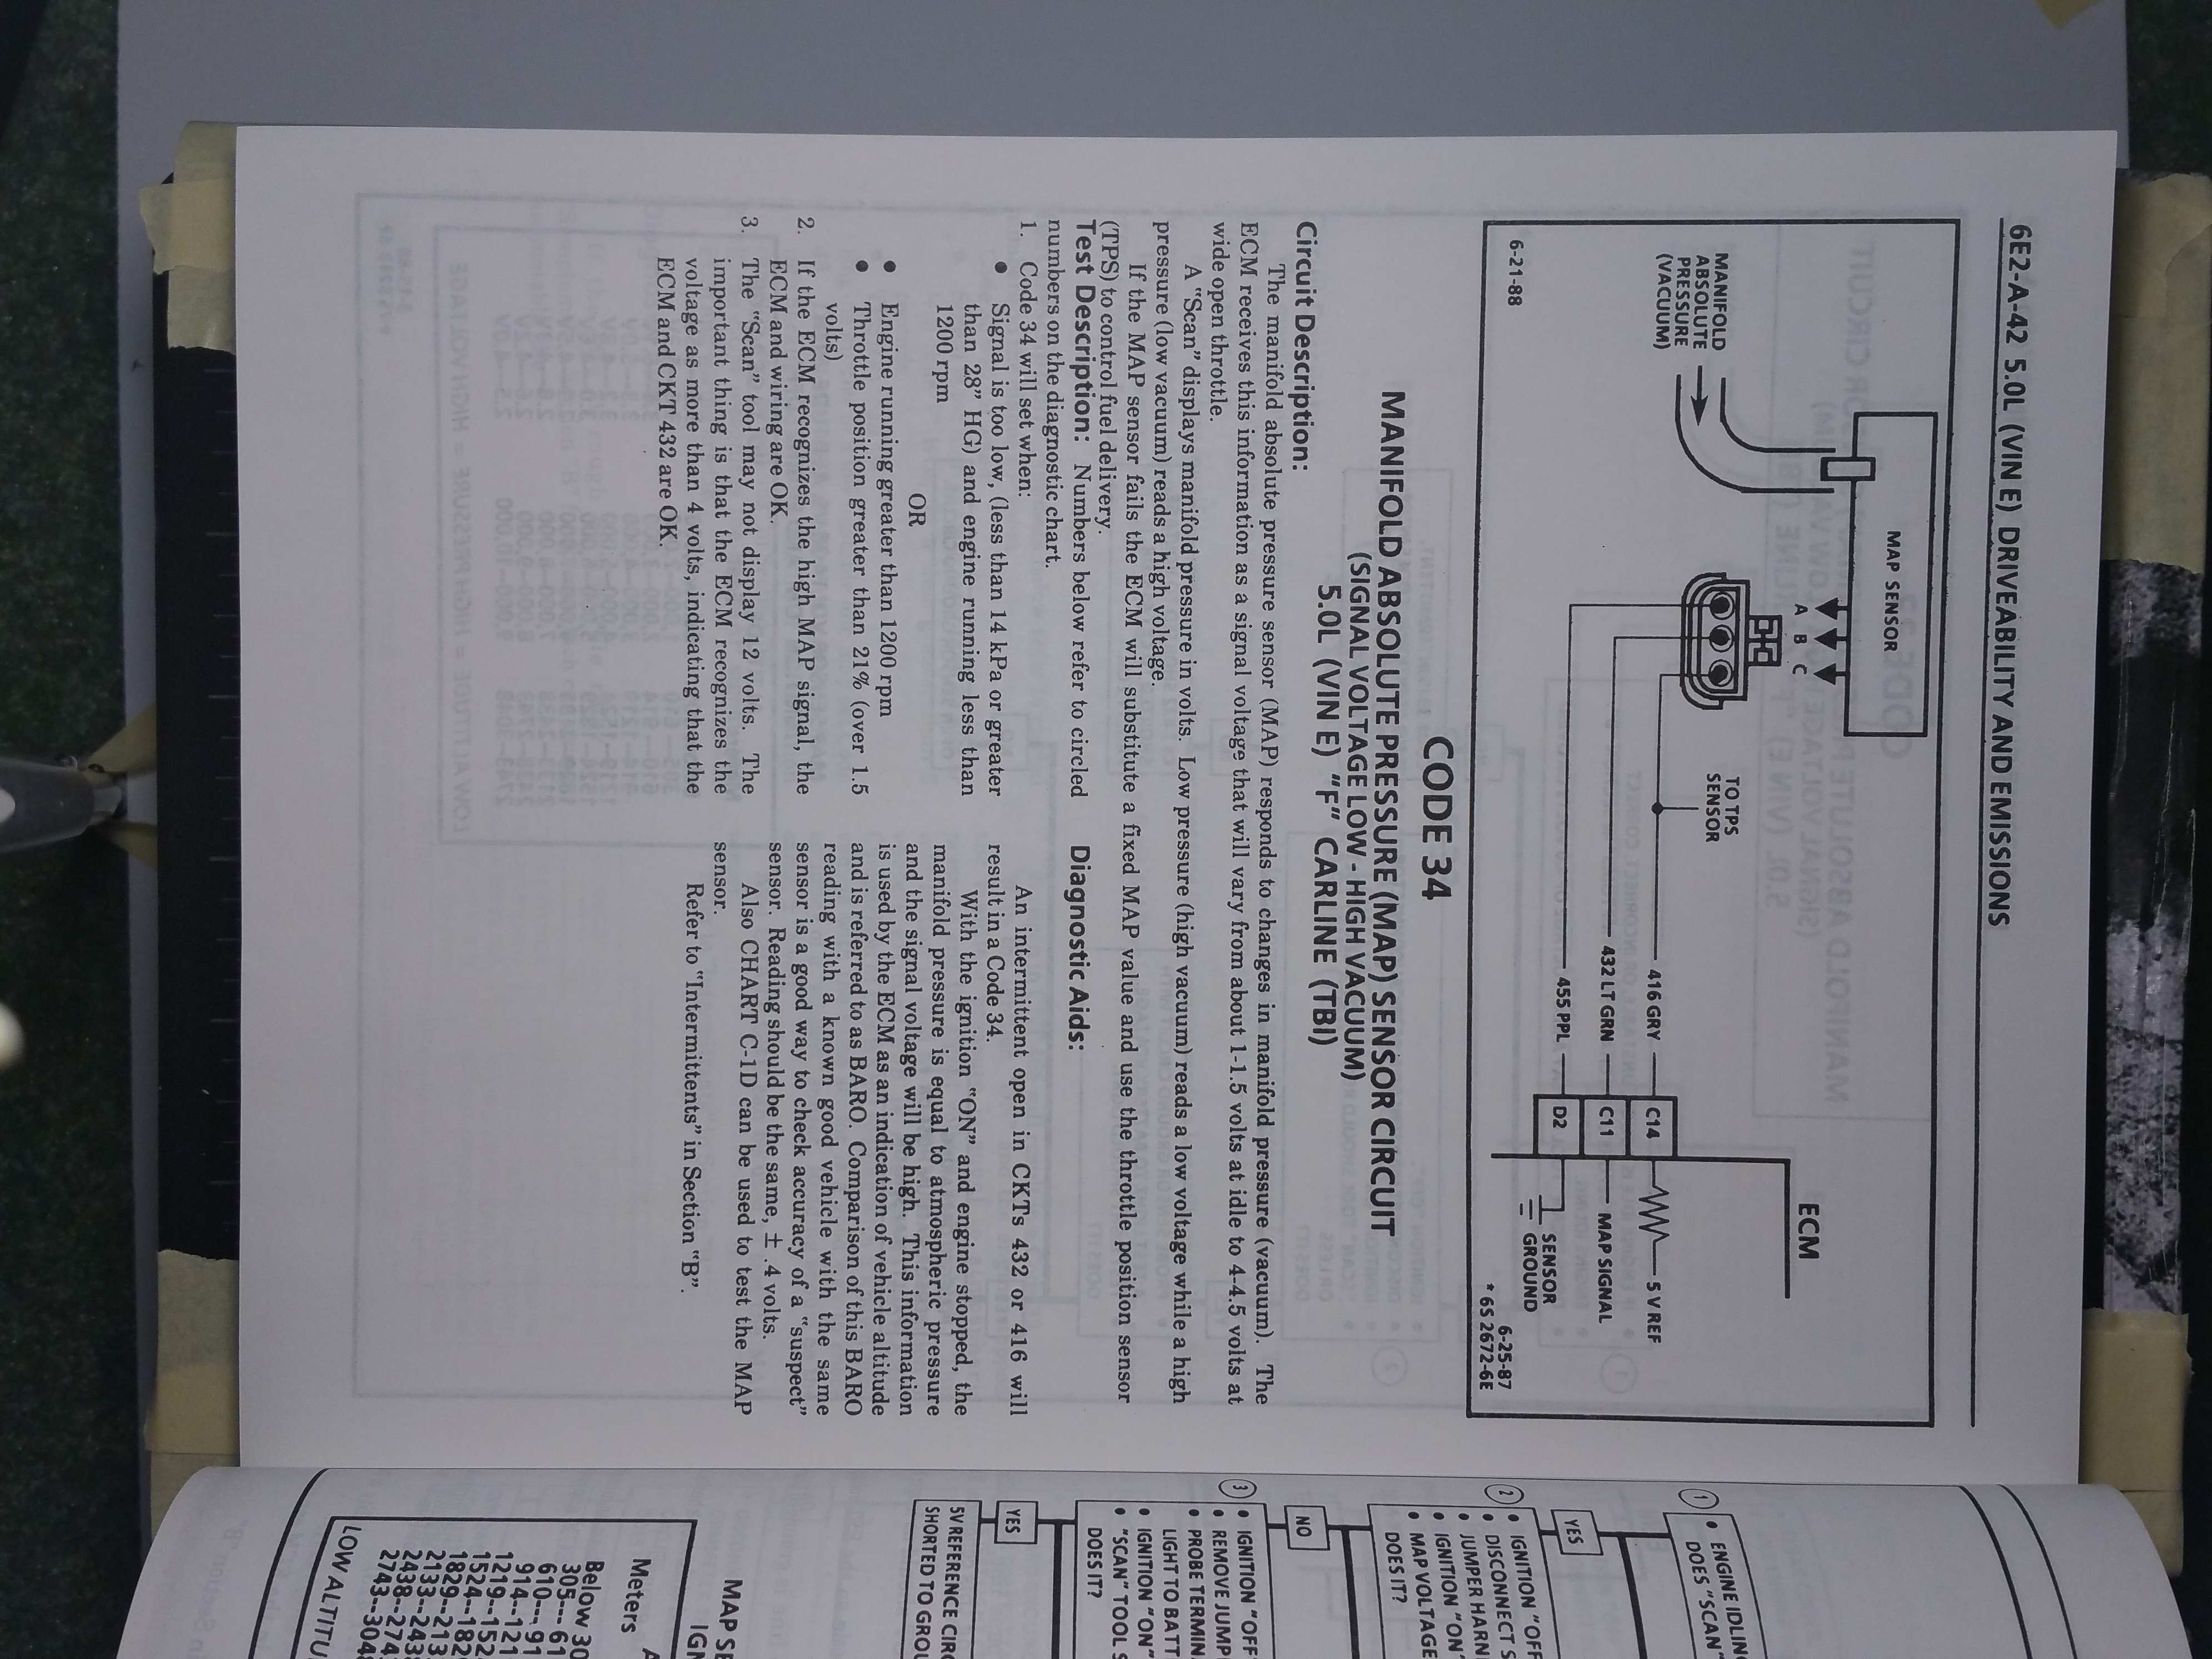 6E2-A-42 5.0L (VIN E) DRIVEABILITY AND EMISSIONS
MAP SENSOR
A B C
MANIFOLD
ABSOLUTE
PRESSURE
(VACUUM)
TO TPS
SENSOR
ECM
416 GRY
C14
5 V REF
432 LT GRN
C11
MAP SIGNAL
455 PPL
D2
SENSOR
GROUND
6-21-88
6-25-87
* 6S 2672-6E
CODE 34
MANIFOLD ABSOLUTE PRESSURE (MAP) SENSOR CIRCUIT
(SIGNAL VOLTAGE LOW - HIGH VACUUM)
5.0L (VIN E) "F" CARLINE (TBI)
Circuit Description:
The manifold absolute pressure sensor (MAP) responds to changes in manifold pressure (vacuum). The
ECM receives this information as a signal voltage that will vary from about 1-1.5 volts at idle to 4-4.5 volts at
wide open throttle.
A "Scan" displays manifold pressure in volts. Low pressure (high vacuum) reads a low voltage while a high
pressure (low vacuum) reads a high voltage.
If the MAP sensor fails the ECM will substitute a fixed MAP value and use the throttle position sensor
(TPS) to control fuel delivery.
Test Description: Numbers below refer to circled
numbers on the diagnostic chart.
1. Code 34 will set when:
• Signal is too low, (less than 14 kPa or greater
than 28" HG) and engine running less than
1200 rpm
OR
• Engine running greater than 1200 rpm
• Throttle position greater than 21% (over 1.5
volts)
2. If the ECM recognizes the high MAP signal, the
ECM and wiring are OK.
3. The "Scan" tool may not display 12 volts. The
important thing is that the ECM recognizes the
voltage as more than 4 volts, indicating that the
ECM and CKT 432 are OK.
Diagnostic Aids:
An intermittent open in CKTs 432 or 416 will
result in a Code 34.
With the ignition "ON" and engine stopped, the
manifold pressure is equal to atmospheric pressure
and the signal voltage will be high. This information
is used by the ECM as an indication of vehicle altitude
and is referred to as BARO. Comparison of this BARO
reading with a known good vehicle with the same
sensor is a good way to check accuracy of a "suspect"
sensor. Reading should be the same, ± .4 volts.
Also CHART C-1D can be used to test the MAP
sensor.
Refer to "Intermittents" in Section "B".
1
• ENGINE IDLING
DOES "SCAN"
YES
2
• IGNITION "OFF
• DISCONNECT S
• JUMPER HARN
• IGNITION "ON
• MAP VOLTAGE
DOES IT?
NO
3
• IGNITION "OFF
• REMOVE JUMP
• PROBE TERMIN
LIGHT TO BATT
• IGNITION "ON"
• "SCAN" TOOL S
DOES IT?
YES
5V REFERENCE CIRC
SHORTED TO GROU
MAP SE
IGN
A
Meters
Below 30
305--- 61
610--- 91
914--121
1219--152
1524--182
1829--213
2133--243
2438--274
2743--304
LOW ALTITU